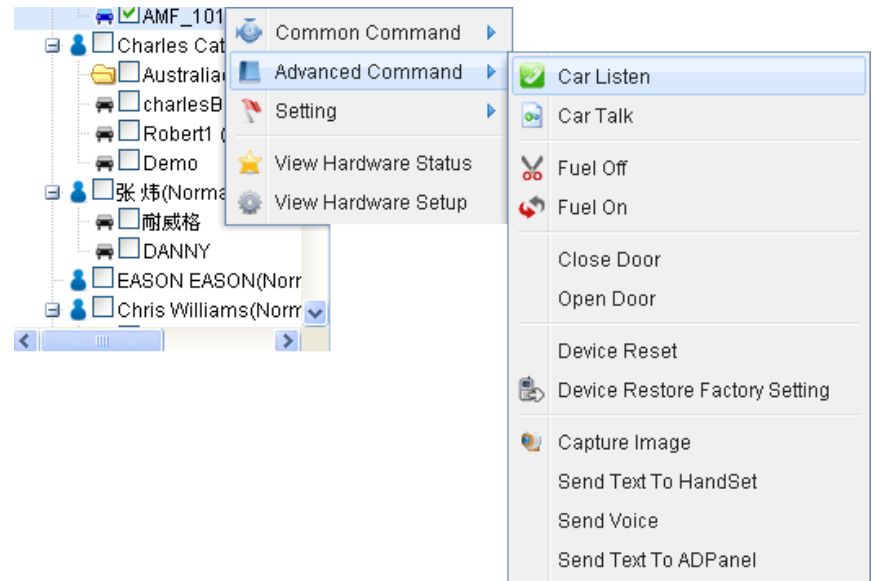 AMF_101
Charles Cat
Australia
charlesB
Robert1
Demo
张 炜(Norma
耐威格
DANNY
EASON EASON(Norr
Chris Williams(Norm
Common Command
Advanced Command
Setting
View Hardware Status
View Hardware Setup
Car Listen
Car Talk
Fuel Off
Fuel On
Close Door
Open Door
Device Reset
Device Restore Factory Setting
Capture Image
Send Text To HandSet
Send Voice
Send Text To ADPanel